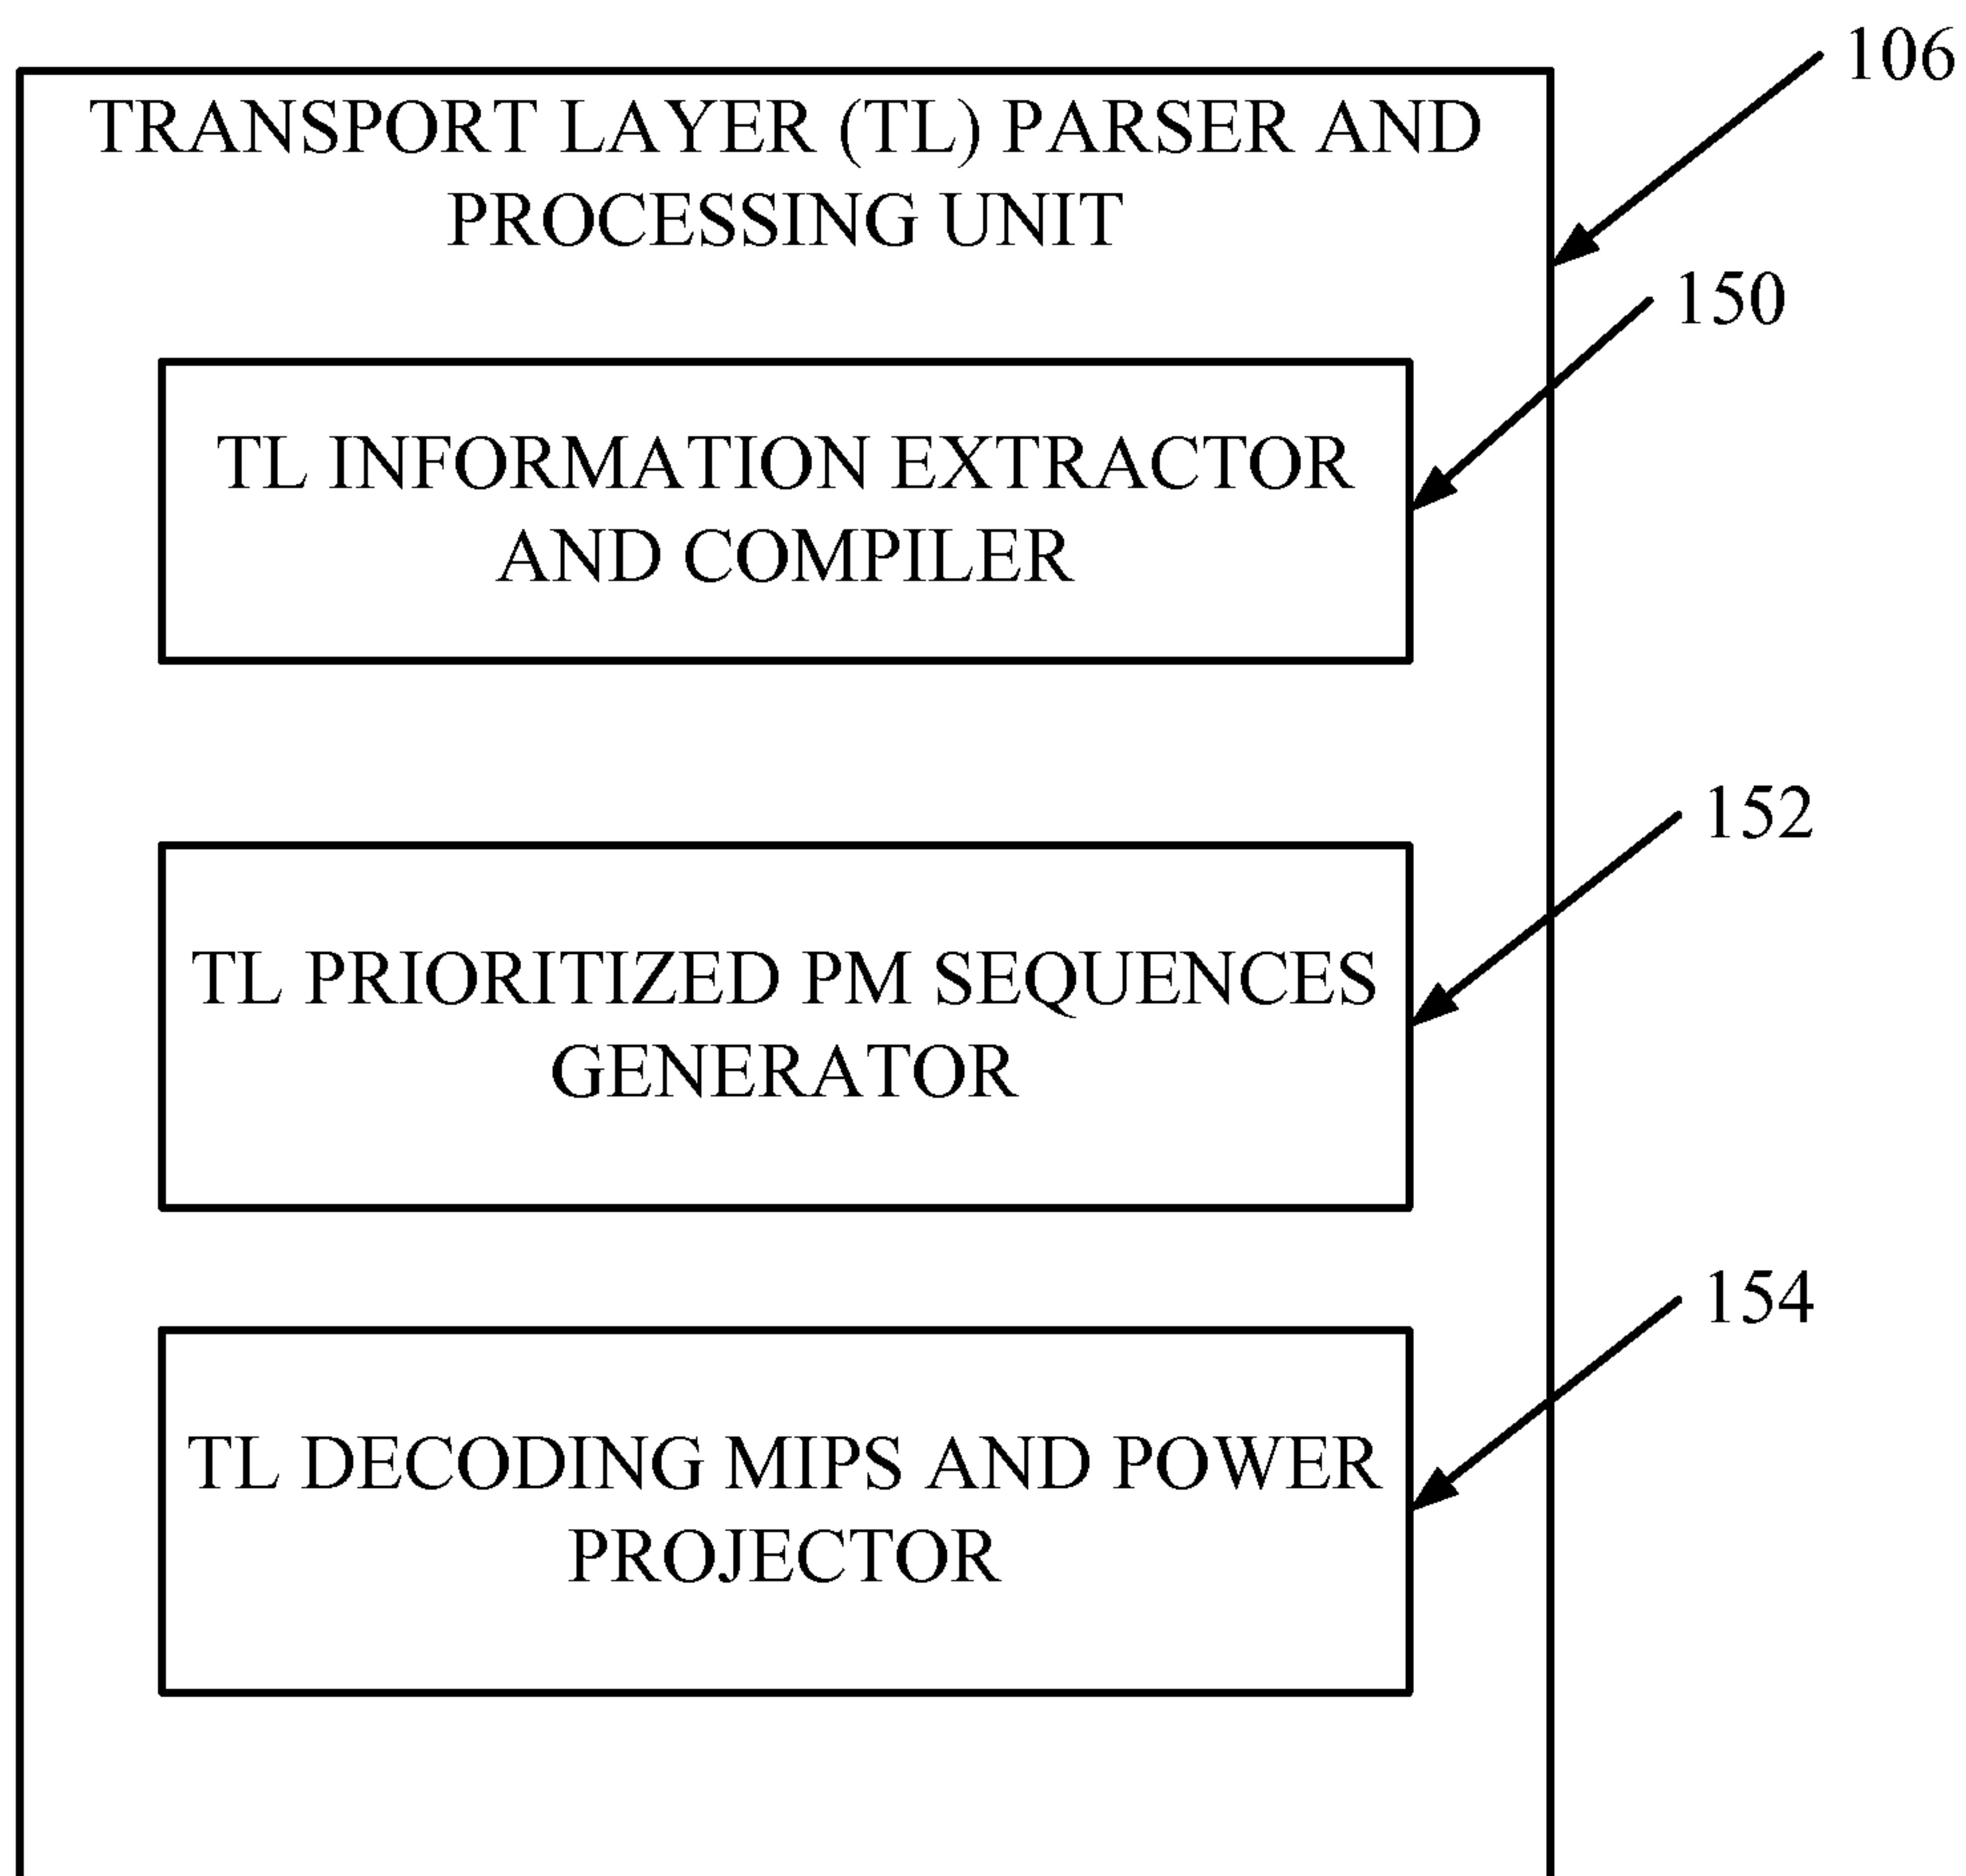 106
TRANSPORT LAYER (TL) PARSER AND
PROCESSING UNIT
150
TL INFORMATION EXTRACTOR
AND COMPILER
152
TL PRIORITIZED PM SEQUENCES
GENERATOR
154
TL DECODING MIPS AND POWER
PROJECTOR